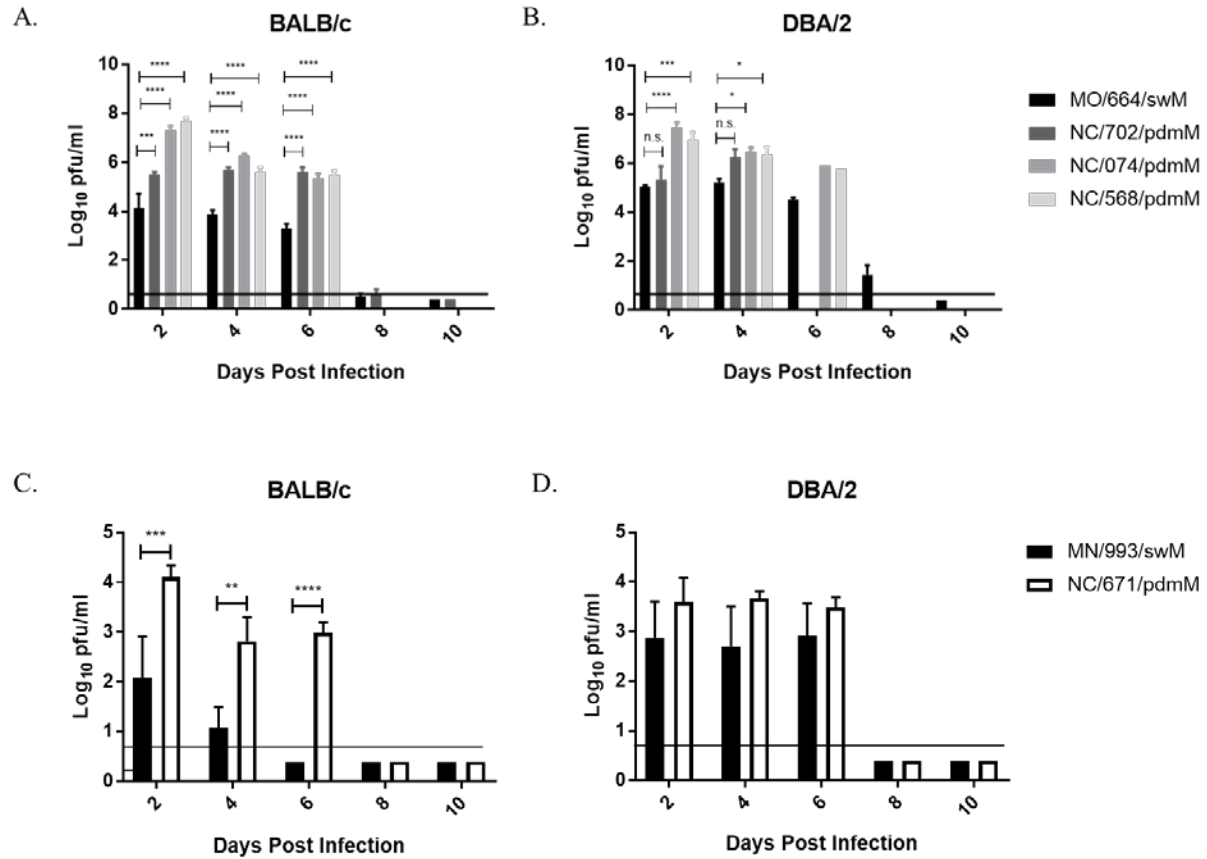 A.
BALB/c
10
8
6
4
2
0
Log10 pfu/ml
****
****
***
****
****
****
****
****
****
2
4
6
8
10
Days Post Infection
B.
DBA/2
10
8
6
4
2
0
Log10 pfu/ml
***
****
n.s.
*
*
n.s.
2
4
6
8
10
Days Post Infection
MO/664/swM
NC/702/pdmM
NC/074/pdmM
NC/568/pdmM
C.
BALB/c
5
4
3
2
1
0
Log10 pfu/ml
***
**
****
2
4
6
8
10
Days Post Infection
D.
DBA/2
5
4
3
2
1
0
Log10 pfu/ml
2
4
6
8
10
Days Post Infection
MN/993/swM
NC/671/pdmM